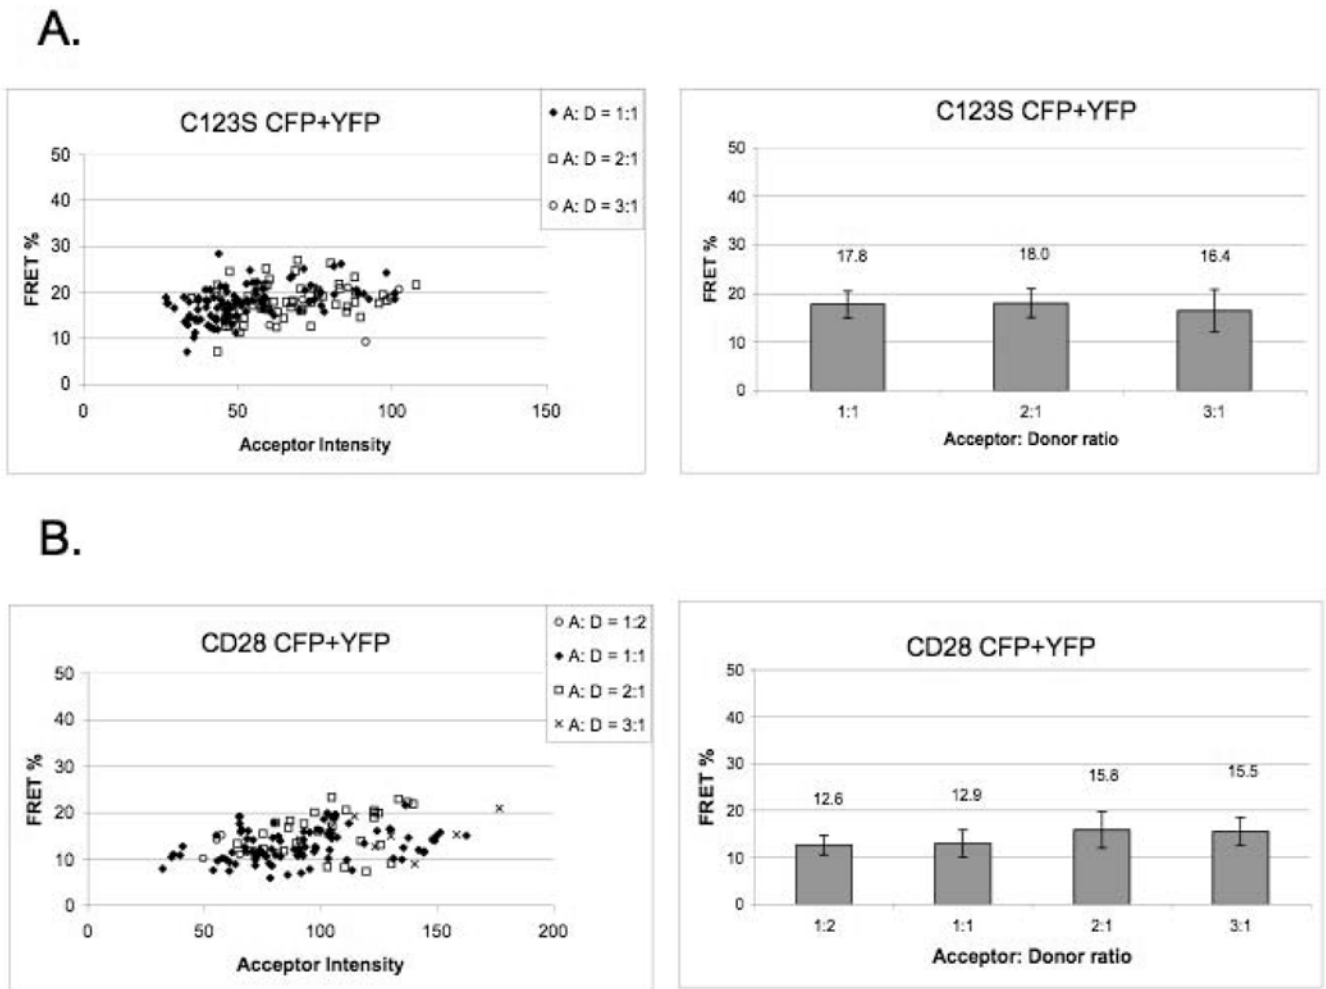 A.
C123S CFP+YFP
A: D = 1:1
A: D = 2:1
A: D = 3:1
50
40
30
20
10
0
FRET %
0 50 100 150
Acceptor Intensity
C123S CFP+YFP
50
40
30
20
10
0
FRET %
17.8 18.0 16.4
1:1 2:1 3:1
Acceptor: Donor ratio
B.
CD28 CFP+YFP
A: D = 1:2
A: D = 1:1
A: D = 2:1
A: D = 3:1
50
40
30
20
10
0
FRET %
0 50 100 150 200
Acceptor Intensity
CD28 CFP+YFP
50
40
30
20
10
0
FRET %
12.6 12.9 15.8 15.5
1:2 1:1 2:1 3:1
Acceptor: Donor ratio